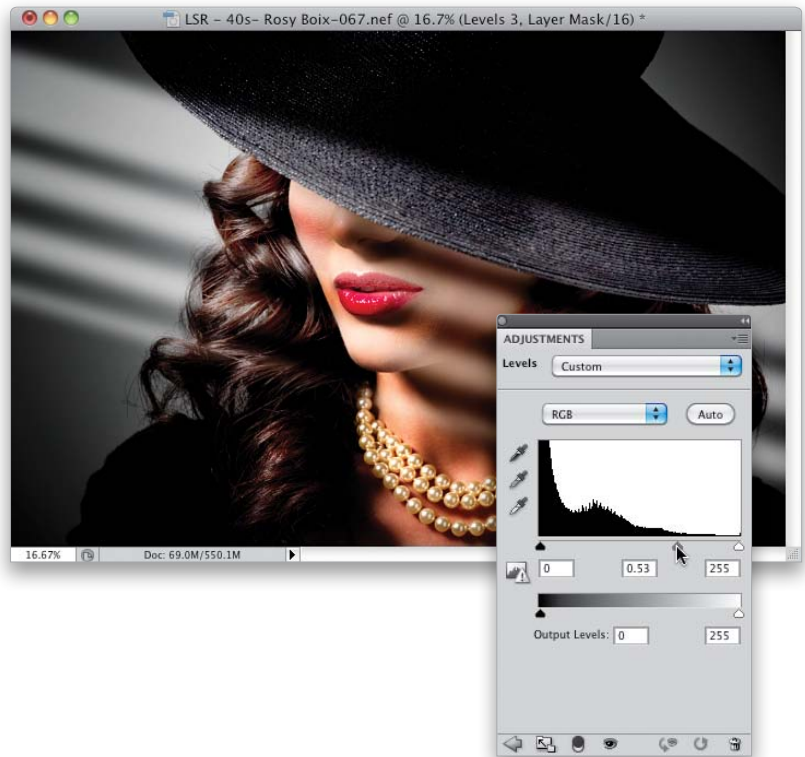 LSR - 40s- Rosy Boix-067.nef @ 16.7% (Levels 3, Layer Mask/16) *
ADJUSTMENTS
Levels Custom
RGB Auto
16.67% Doc: 69.0M/550.1M
0 0.53 255
Output Levels: 0 255